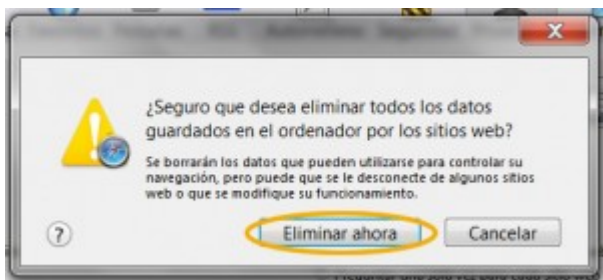 ¿Seguro que desea eliminar todos los datos
guardados en el ordenador por los sitios web?
Se borrarán los datos que pueden utilizarse para controlar su
navegación, pero puede que se le desconecte de algunos sitios
web o que se modifique su funcionamiento.
?
Eliminar ahora
Cancelar